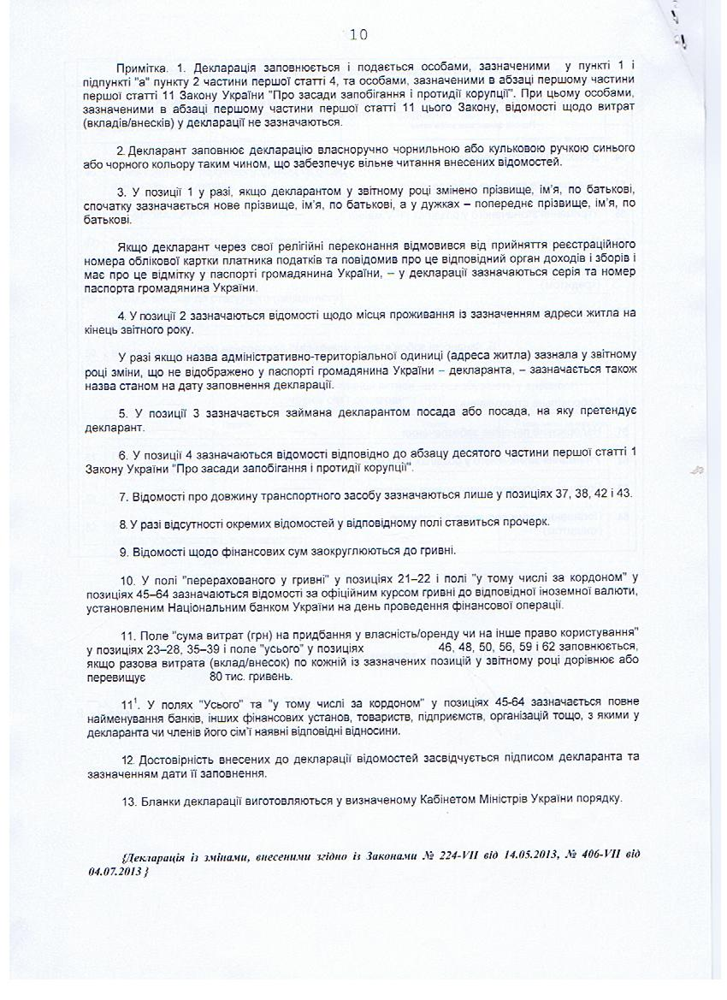 10
Примітка. 1. Декларація заповнюється і подається особами, зазначеними у пункті 1 і
підпункті "а" пункту 2 частини першої статті 4, та особами, зазначеними в абзаці першому частини
першої статті 11 Закону України "Про засади запобігання і протидії корупції". При цьому особами,
зазначеними в абзаці першому частини першої статті 11 цього Закону, відомості щодо витрат
(вкладів/внесків) у декларації не зазначаються.
2. Декларант заповнює декларацію власноручно чорнильною або кульковою ручкою синього
або чорного кольору таким чином, що забезпечує вільне читання внесених відомостей.
3. У позиції 1 у разі, якщо декларантом у звітному році змінено прізвище, ім'я, по батькові,
спочатку зазначається нове прізвище, ім'я, по батькові, а у дужках – попереднє прізвище, ім'я, по
батькові.
Якщо декларант через свої релігійні переконання відмовився від прийняття реєстраційного
номера облікової картки платника податків та повідомив про це відповідний орган доходів і зборів і
має про це відмітку у паспорті громадянина України, – у декларації зазначаються серія та номер
паспорта громадянина України.
4. У позиції 2 зазначаються відомості щодо місця проживання із зазначенням адреси житла на
кінець звітного року.
У разі якщо назва адміністративно-територіальної одиниці (адреса житла) зазнала у звітному
році зміни, що не відображено у паспорті громадянина України – декларанта, – зазначається також
назва станом на дату заповнення декларації.
5. У позиції 3 зазначається займана декларантом посада або посада, на яку претендує
декларант.
6. У позиції 4 зазначаються відомості відповідно до абзацу десятого частини першої статті 1
Закону України "Про засади запобігання і протидії корупції".
7. Відомості про довжину транспортного засобу зазначаються лише у позиціях 37, 38, 42 і 43.
8. У разі відсутності окремих відомостей у відповідному полі ставиться прочерк.
9. Відомості щодо фінансових сум заокруглюються до гривні.
10. У полі "перерахованого у гривні" у позиціях 21–22 і полі "у тому числі за кордоном" у
позиціях 45–64 зазначаються відомості за офіційним курсом гривні до відповідної іноземної валюти,
установленим Національним банком України на день проведення фінансової операції.
11. Поле "сума витрат (грн) на придбання у власність/оренду чи на інше право користування"
у позиціях 23–28, 35–39 і поле "усього" у позиціях 46, 48, 50, 56, 59 і 62 заповнюється,
якщо разова витрата (вклад/внесок) по кожній із зазначених позицій у звітному році дорівнює або
перевищує 80 тис. гривень.
11¹. У полях "Усього" та "у тому числі за кордоном" у позиціях 45-64 зазначається повне
найменування банків, інших фінансових установ, товариств, підприємств, організацій тощо, з якими у
декларанта чи членів його сім'ї наявні відповідні відносини.
12. Достовірність внесених до декларації відомостей засвідчується підписом декларанта та
зазначенням дати її заповнення.
13. Бланки декларації виготовляються у визначеному Кабінетом Міністрів України порядку.
{Декларація із змінами, внесеними згідно із Законами № 224-VII від 14.05.2013, № 406-VII від
04.07.2013 }